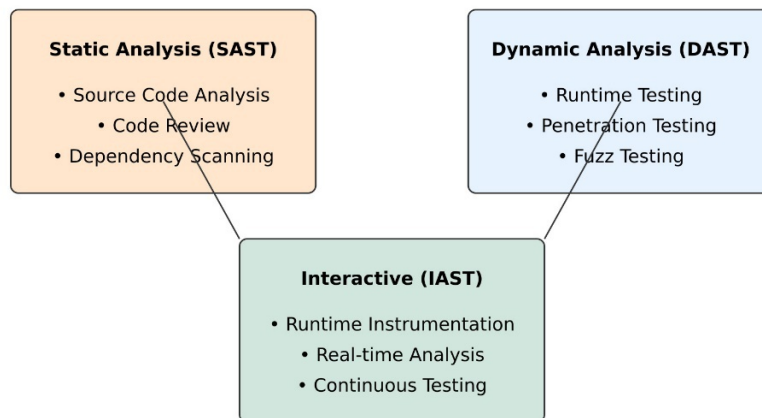 Static Analysis (SAST)
• Source Code Analysis
• Code Review
• Dependency Scanning
Dynamic Analysis (DAST)
• Runtime Testing
• Penetration Testing
• Fuzz Testing
Interactive (IAST)
• Runtime Instrumentation
• Real-time Analysis
• Continuous Testing